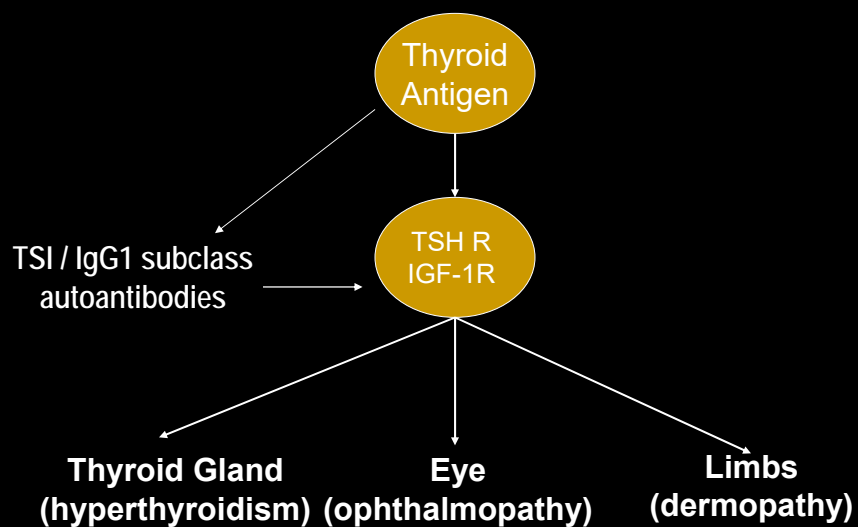 Thyroid
Antigen
TSH R
IGF-1R
TSI / IgG1 subclass
autoantibodies
Thyroid Gland
(hyperthyroidism)
Eye
(ophthalmopathy)
Limbs
(dermopathy)